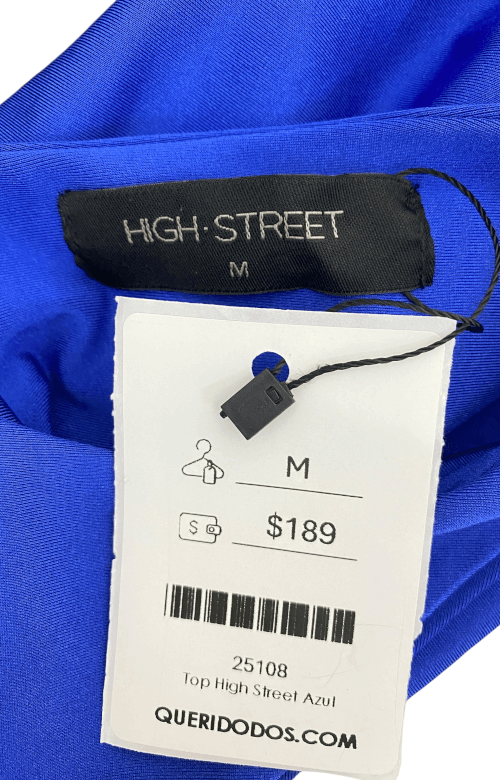 HIGH·STREET
M
M
$
$189
25108
Top High Street Azul
QUERIDODOS.COM